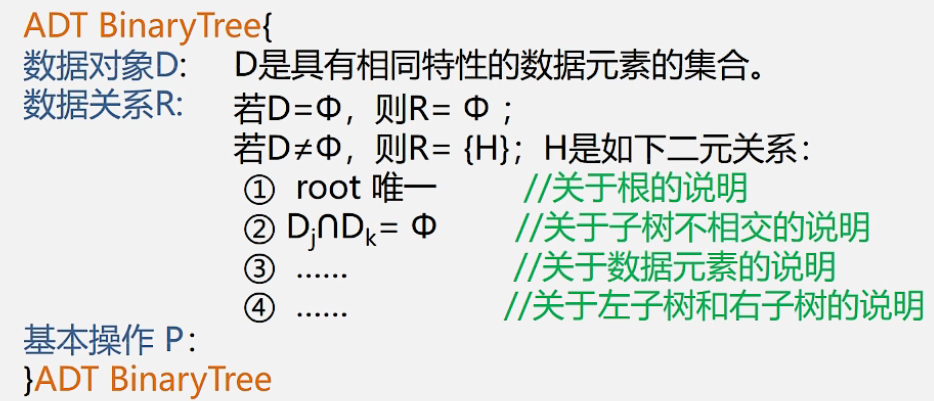 ADT BinaryTree{
数据对象D: D是具有相同特性的数据元素的集合。
数据关系R: 若D=Φ，则R= Φ ；
若D≠Φ，则R= {H}；H是如下二元关系：
① root 唯一 //关于根的说明
② Dj∩Dk= Φ //关于子树不相交的说明
③ …… //关于数据元素的说明
④ …… //关于左子树和右子树的说明
基本操作 P：
}ADT BinaryTree